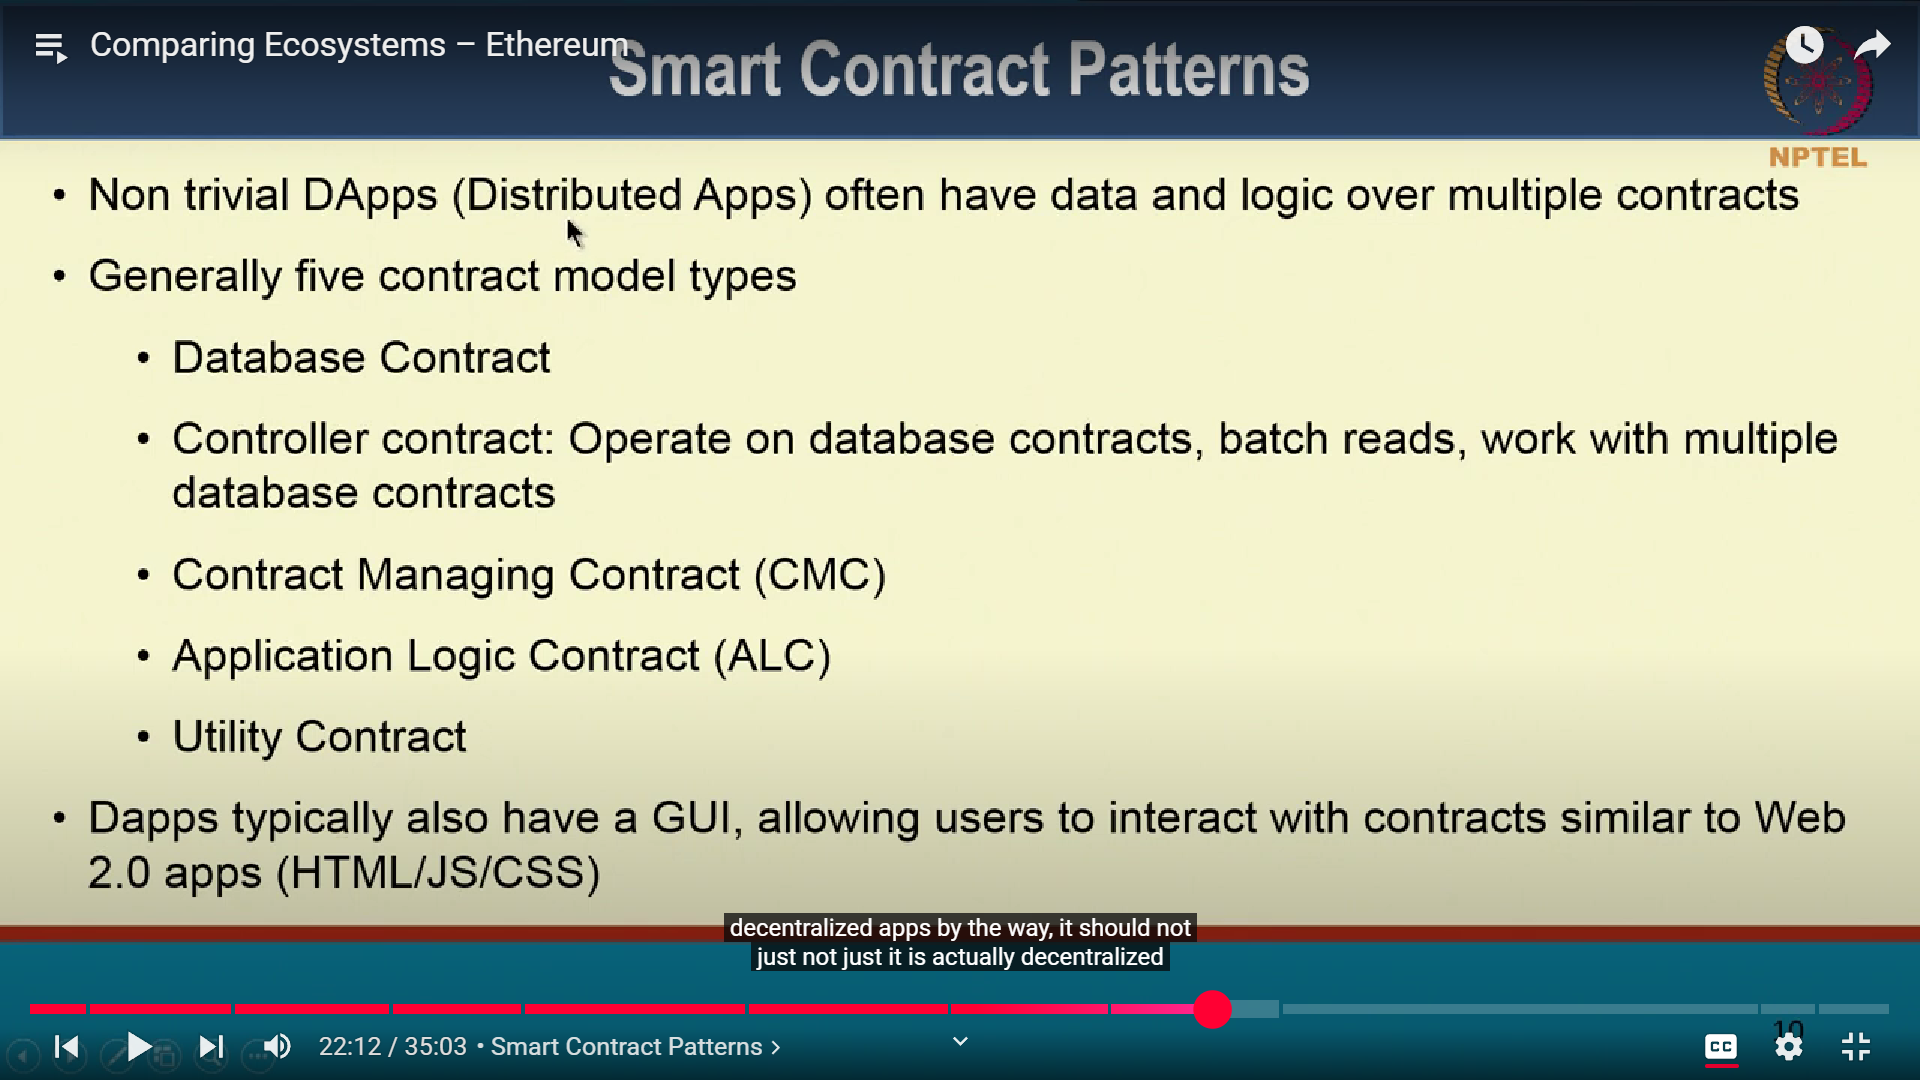 Comparing Ecosystems – Ethereum
Smart Contract Patterns
NPTEL
• Non trivial DApps (Distributed Apps) often have data and logic over multiple contracts
• Generally five contract model types
• Database Contract
• Controller contract: Operate on database contracts, batch reads, work with multiple
database contracts
• Contract Managing Contract (CMC)
• Application Logic Contract (ALC)
• Utility Contract
• Dapps typically also have a GUI, allowing users to interact with contracts similar to Web
2.0 apps (HTML/JS/CSS)
decentralized apps by the way, it should not
just not just it is actually decentralized
10
22:12 / 35:03 • Smart Contract Patterns >
CC